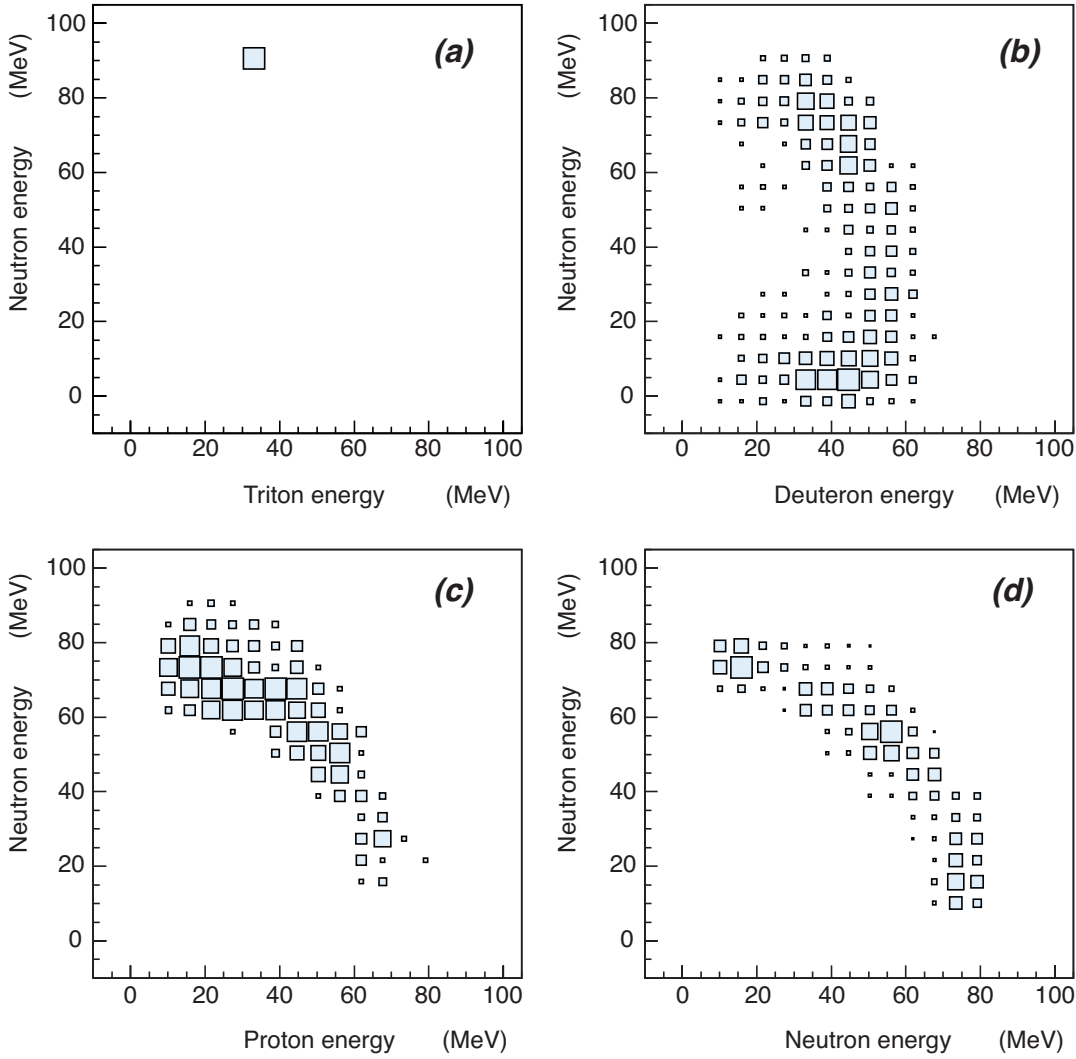 (a)
100
80
60
40
20
0
Neutron energy (MeV)
0 20 40 60 80 100
Triton energy (MeV)
(b)
100
80
60
40
20
0
Neutron energy (MeV)
0 20 40 60 80 100
Deuteron energy (MeV)
(c)
100
80
60
40
20
0
Neutron energy (MeV)
0 20 40 60 80 100
Proton energy (MeV)
(d)
100
80
60
40
20
0
Neutron energy (MeV)
0 20 40 60 80 100
Neutron energy (MeV)